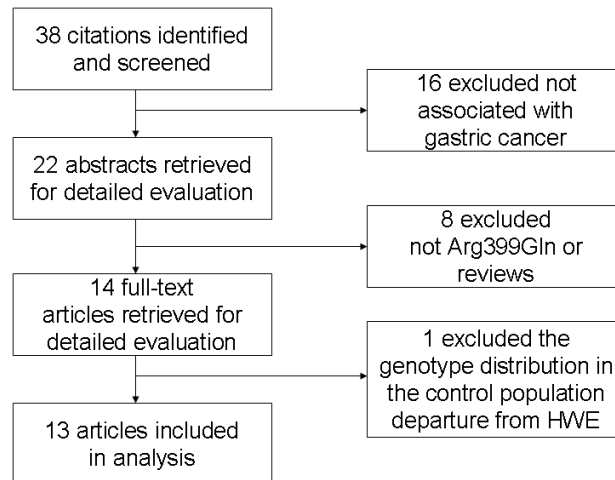 38 citations identified
and screened
16 excluded not
associated with
gastric cancer
22 abstracts retrieved
for detailed evaluation
8 excluded
not Arg399Gln or
reviews
14 full-text
articles retrieved for
detailed evaluation
1 excluded the
genotype distribution in
the control population
departure from HWE
13 articles included
in analysis